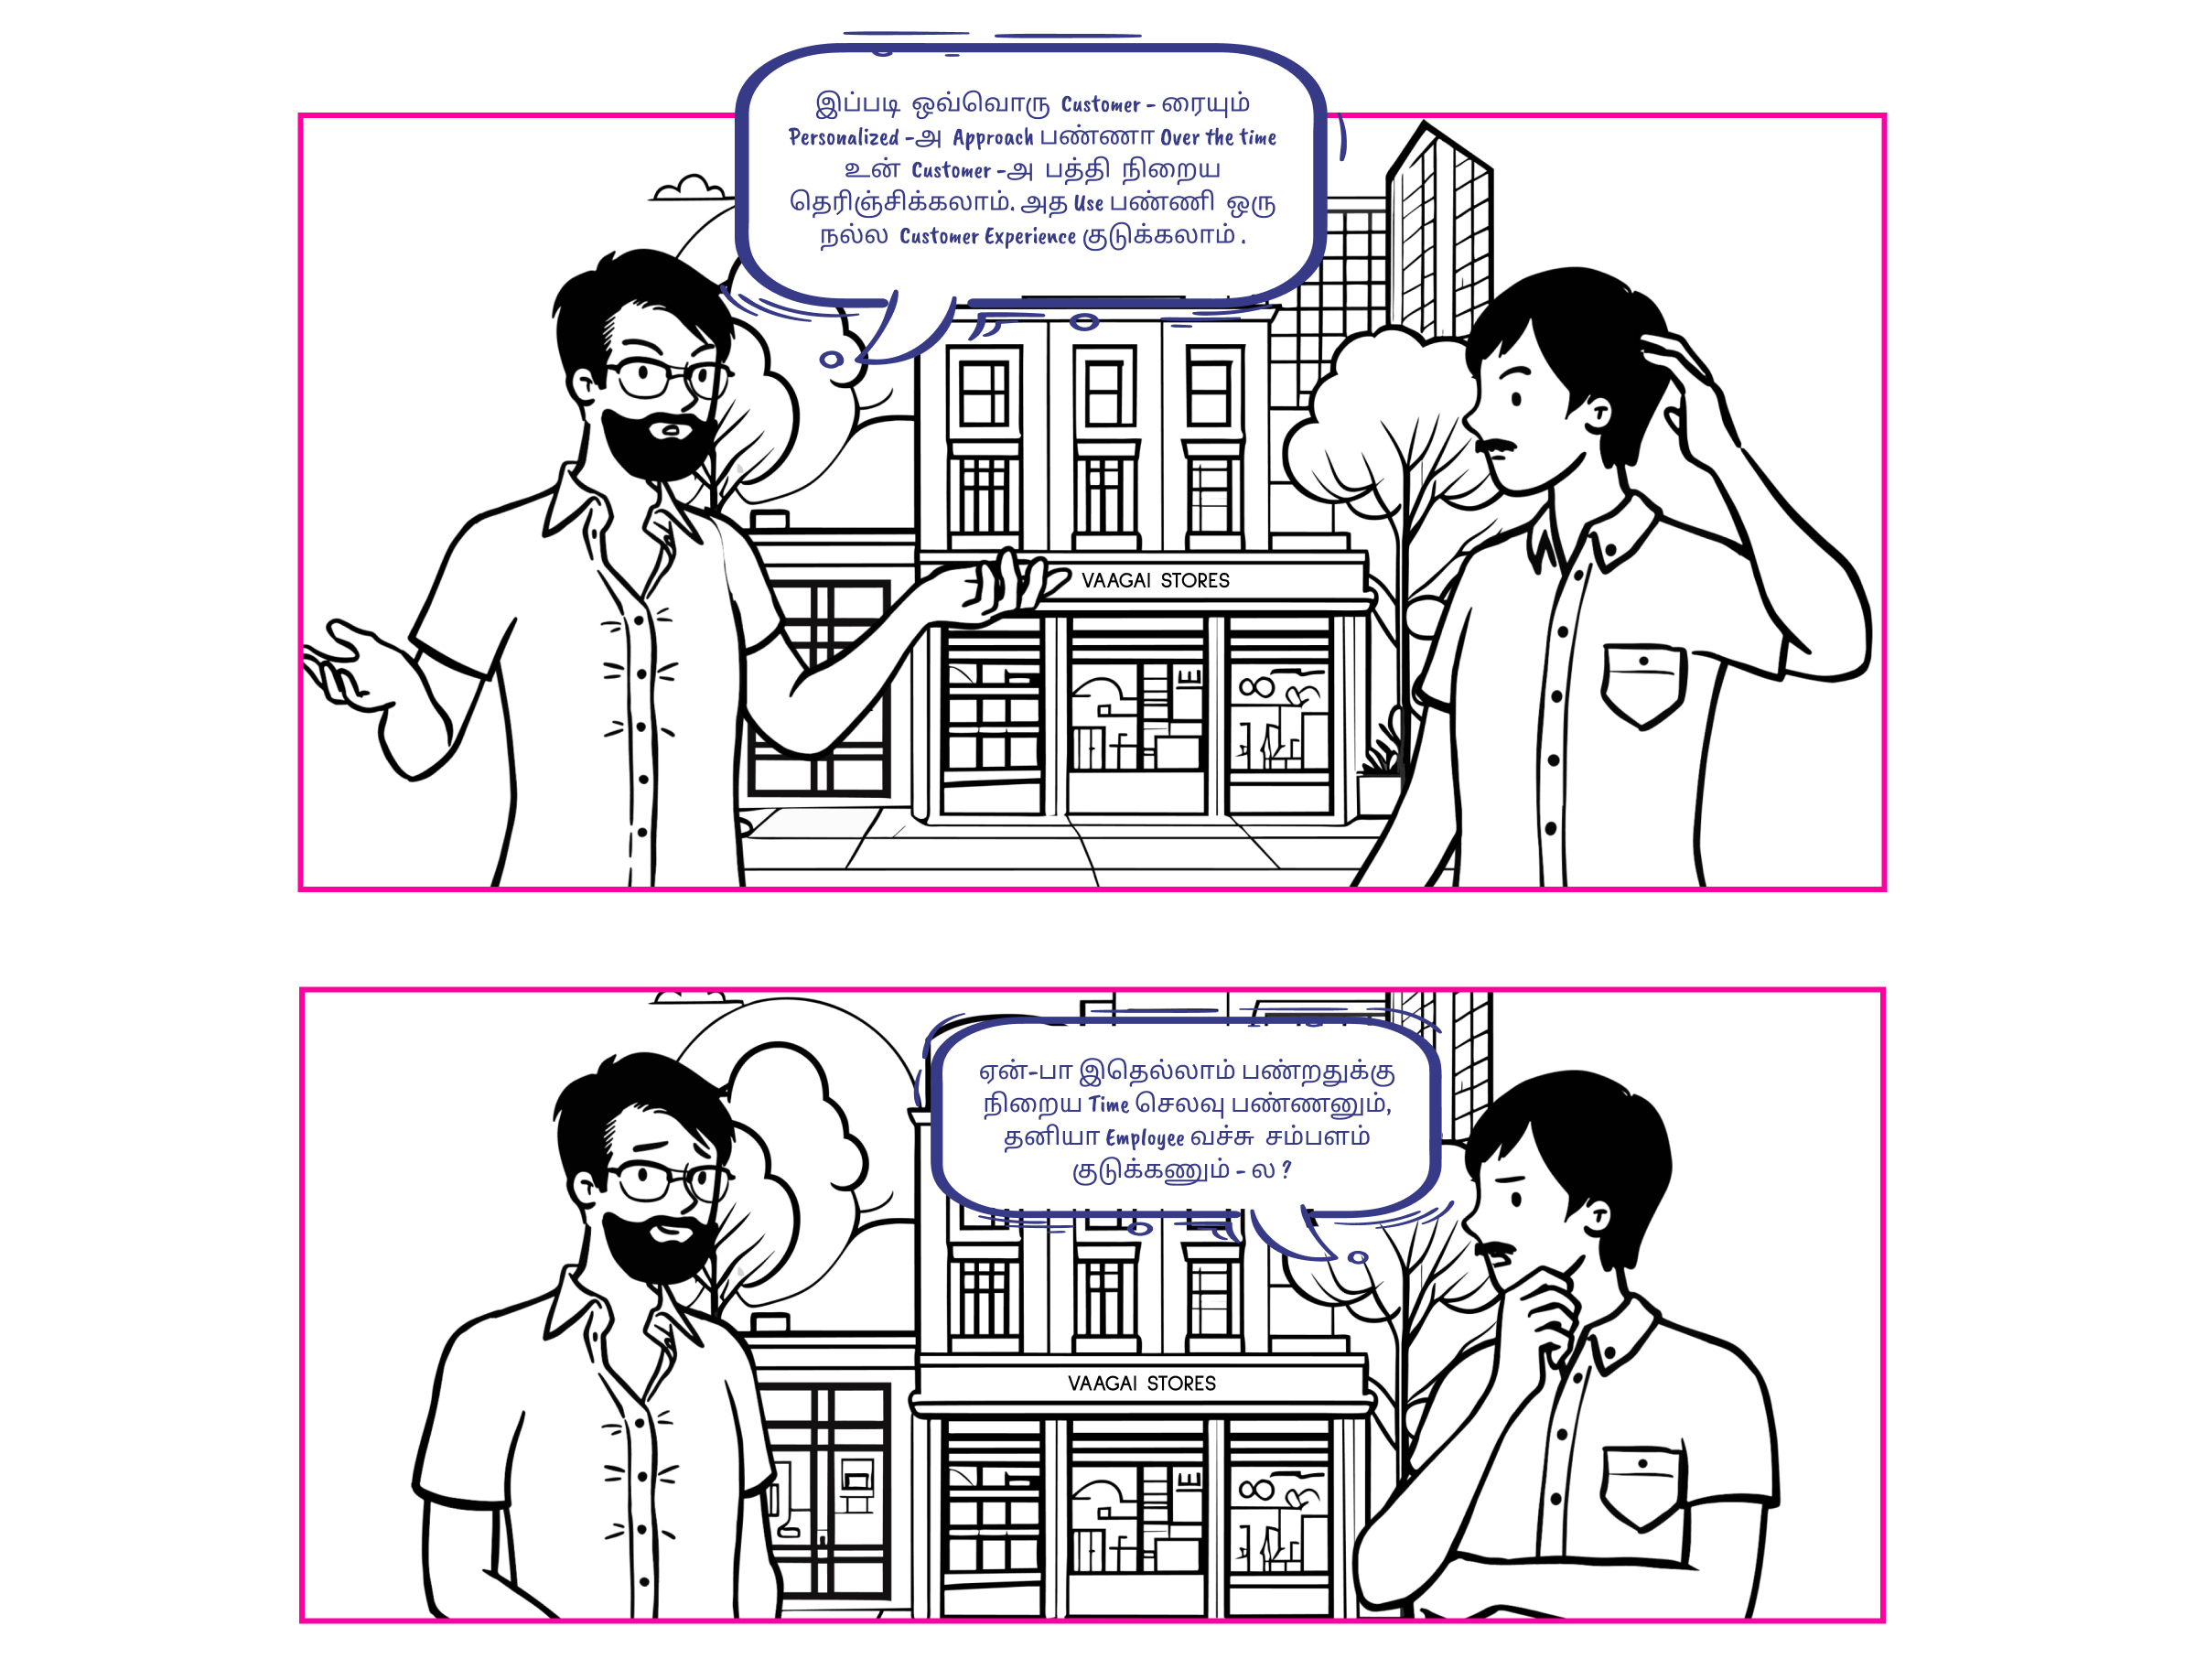 இப்படி ஒவ்வொரு Customer - ரையும்
Personalized -அ Approach பண்ணா Over the time
உன் Customer -அ பத்தி நிறைய
தெரிஞ்சிக்கலாம். அத Use பண்ணி ஒரு
நல்ல Customer Experience குடுக்கலாம் .
VAAGAI STORES
ஏன்-பா இதெல்லாம் பண்றதுக்கு
நிறைய Time செலவு பண்ணனும்,
தனியா Employee வச்சு சம்பளம்
குடுக்கணும் - ல ?
VAAGAI STORES